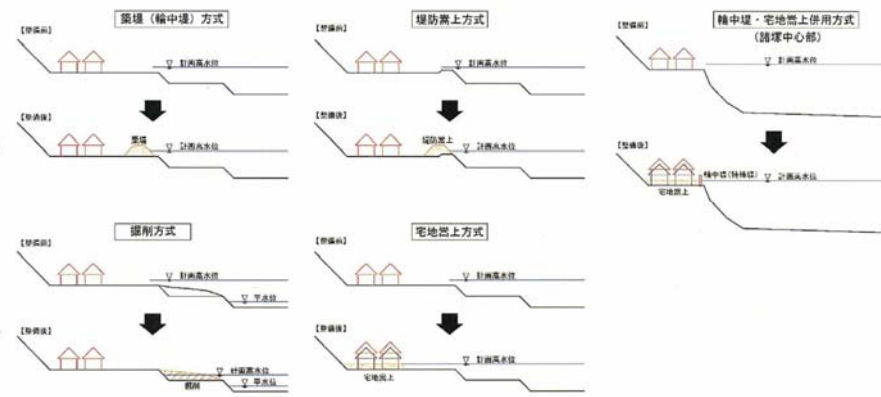 築堤(輪中堤)方式
【整備前】
計画高水位
【整備後】
築堤
計画高水位
堤防嵩上方式
【整備前】
計画高水位
【整備後】
堤防嵩上
計画高水位
輪中堤・宅地嵩上併用方式
(諸塚中心部)
【整備前】
計画高水位
【整備後】
輪中堤(特殊堤)
計画高水位
宅地嵩上
掘削方式
【整備前】
計画高水位
平水位
【整備後】
計画高水位
平水位
掘削
宅地嵩上方式
【整備前】
計画高水位
【整備後】
計画高水位
宅地嵩上